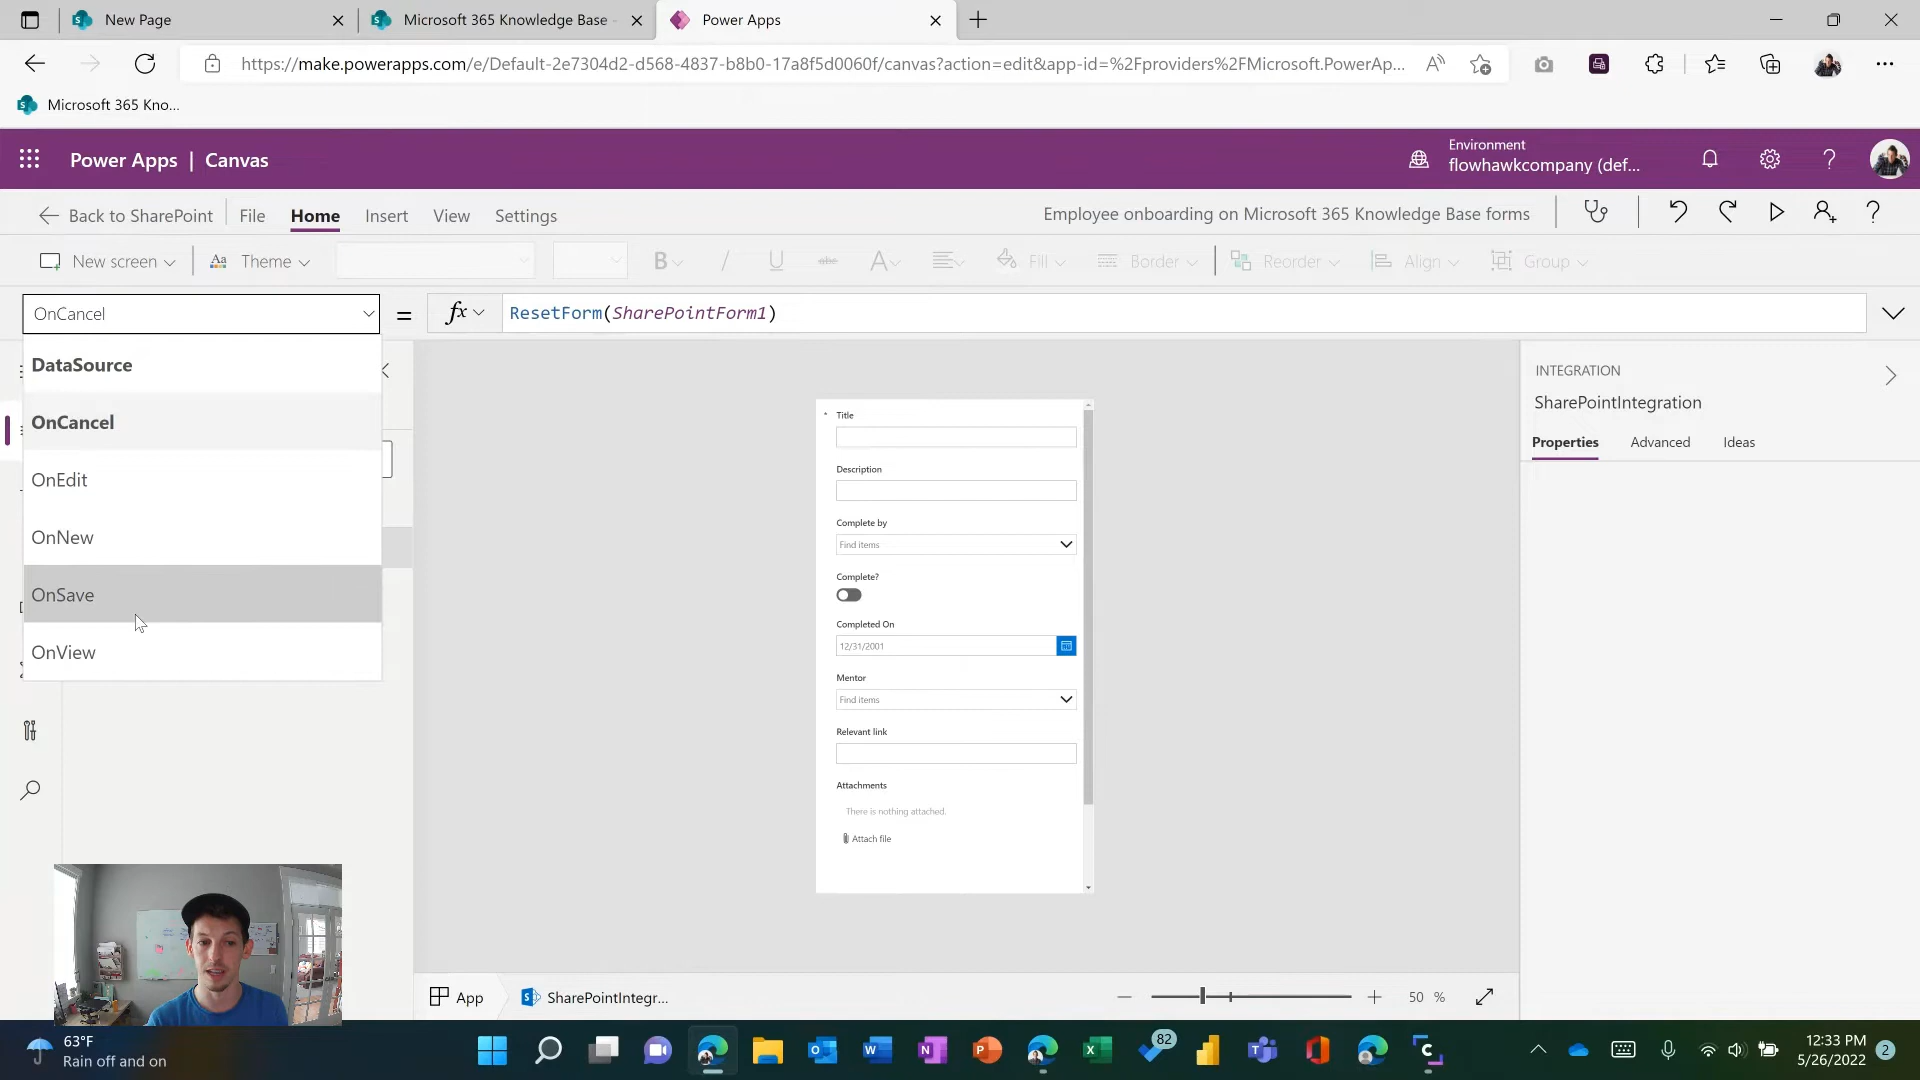 New Page
Microsoft 365 Knowledge Base -
Power Apps
https://make.powerapps.com/e/Default-2e7304d2-d568-4837-b8b0-17a8f5d0060f/canvas?action=edit&app-id=%2Fproviders%2FMicrosoft.PowerAp...
Microsoft 365 Kno...
Power Apps | Canvas
Environment
flowhawkcompany (def...
Back to SharePoint
File
Home
Insert
View
Settings
Employee onboarding on Microsoft 365 Knowledge Base forms
New screen
Theme
B
I
U
abc
A
Fill
Border
Reorder
Align
Group
OnCancel
=
fx
ResetForm(SharePointForm1)
DataSource
OnCancel
OnEdit
OnNew
OnSave
OnView
* Title
Description
Complete by
Find items
Complete?
Completed On
12/31/2001
Mentor
Find items
Relevant link
Attachments
There is nothing attached.
Attach file
INTEGRATION
SharePointIntegration
Properties
Advanced
Ideas
App
SharePointIntegr...
50 %
63°F
Rain off and on
82
12:33 PM
5/26/2022
2